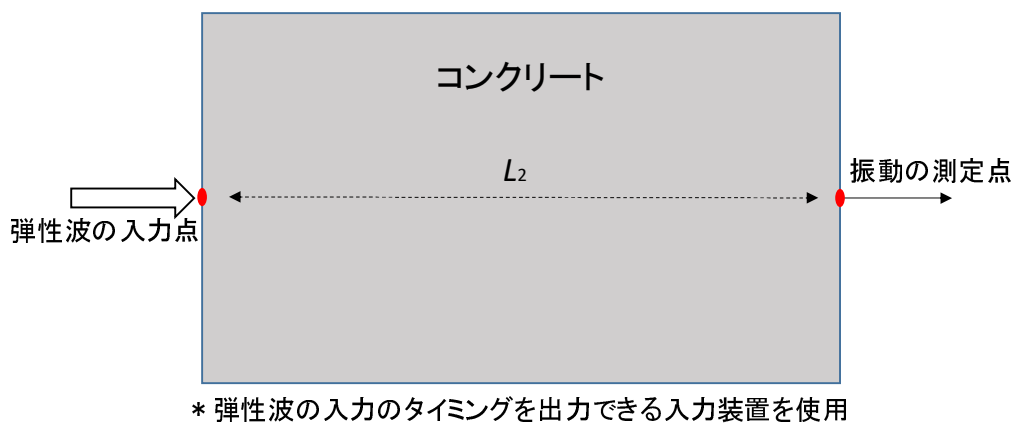 コンクリート
L2
振動の測定点
弾性波の入力点
* 弾性波の入力のタイミングを出力できる入力装置を使用